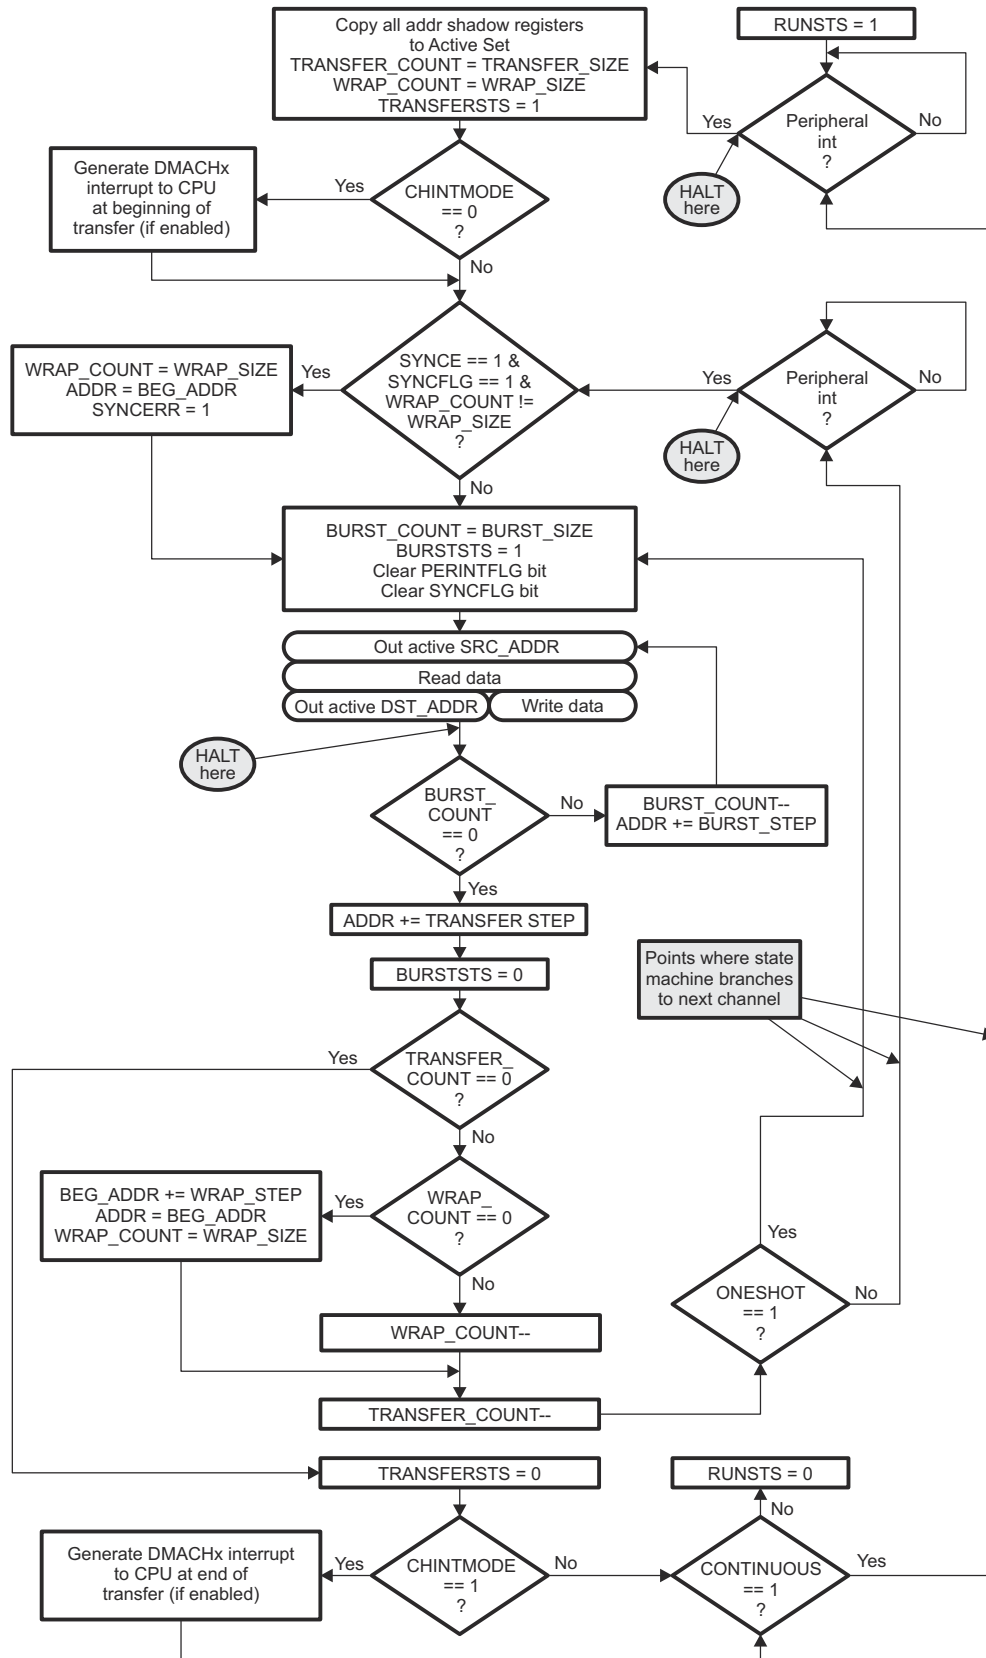 Copy all addr shadow registers
to Active Set
TRANSFER_COUNT = TRANSFER_SIZE
WRAP_COUNT = WRAP_SIZE
TRANSFERSTS = 1
RUNSTS = 1
Peripheral
int
?
Yes
No
HALT
here
Generate DMACHx
interrupt to CPU
at beginning of
transfer (if enabled)
Yes
CHINTMODE
== 0
?
No
WRAP_COUNT = WRAP_SIZE
ADDR = BEG_ADDR
SYNCERR = 1
Yes
SYNCE == 1 &
SYNCFLG == 1 &
WRAP_COUNT !=
WRAP_SIZE
?
No
Yes
Peripheral
int
?
No
HALT
here
BURST_COUNT = BURST_SIZE
BURSTSTS = 1
Clear PERINTFLG bit
Clear SYNCFLG bit
Out active SRC_ADDR
Read data
Out active DST_ADDR
Write data
HALT
here
BURST_
COUNT
== 0
?
No
BURST_COUNT--
ADDR += BURST_STEP
Yes
ADDR += TRANSFER STEP
BURSTSTS = 0
Points where state
machine branches
to next channel
Yes
TRANSFER_
COUNT == 0
?
No
BEG_ADDR += WRAP_STEP
ADDR = BEG_ADDR
WRAP_COUNT = WRAP_SIZE
Yes
WRAP_
COUNT == 0
?
No
WRAP_COUNT--
TRANSFER_COUNT--
Yes
ONESHOT
== 1
?
No
TRANSFERSTS = 0
RUNSTS = 0
No
Generate DMACHx interrupt
to CPU at end of
transfer (if enabled)
Yes
CHINTMODE
== 1
?
No
CONTINUOUS
== 1
?
Yes